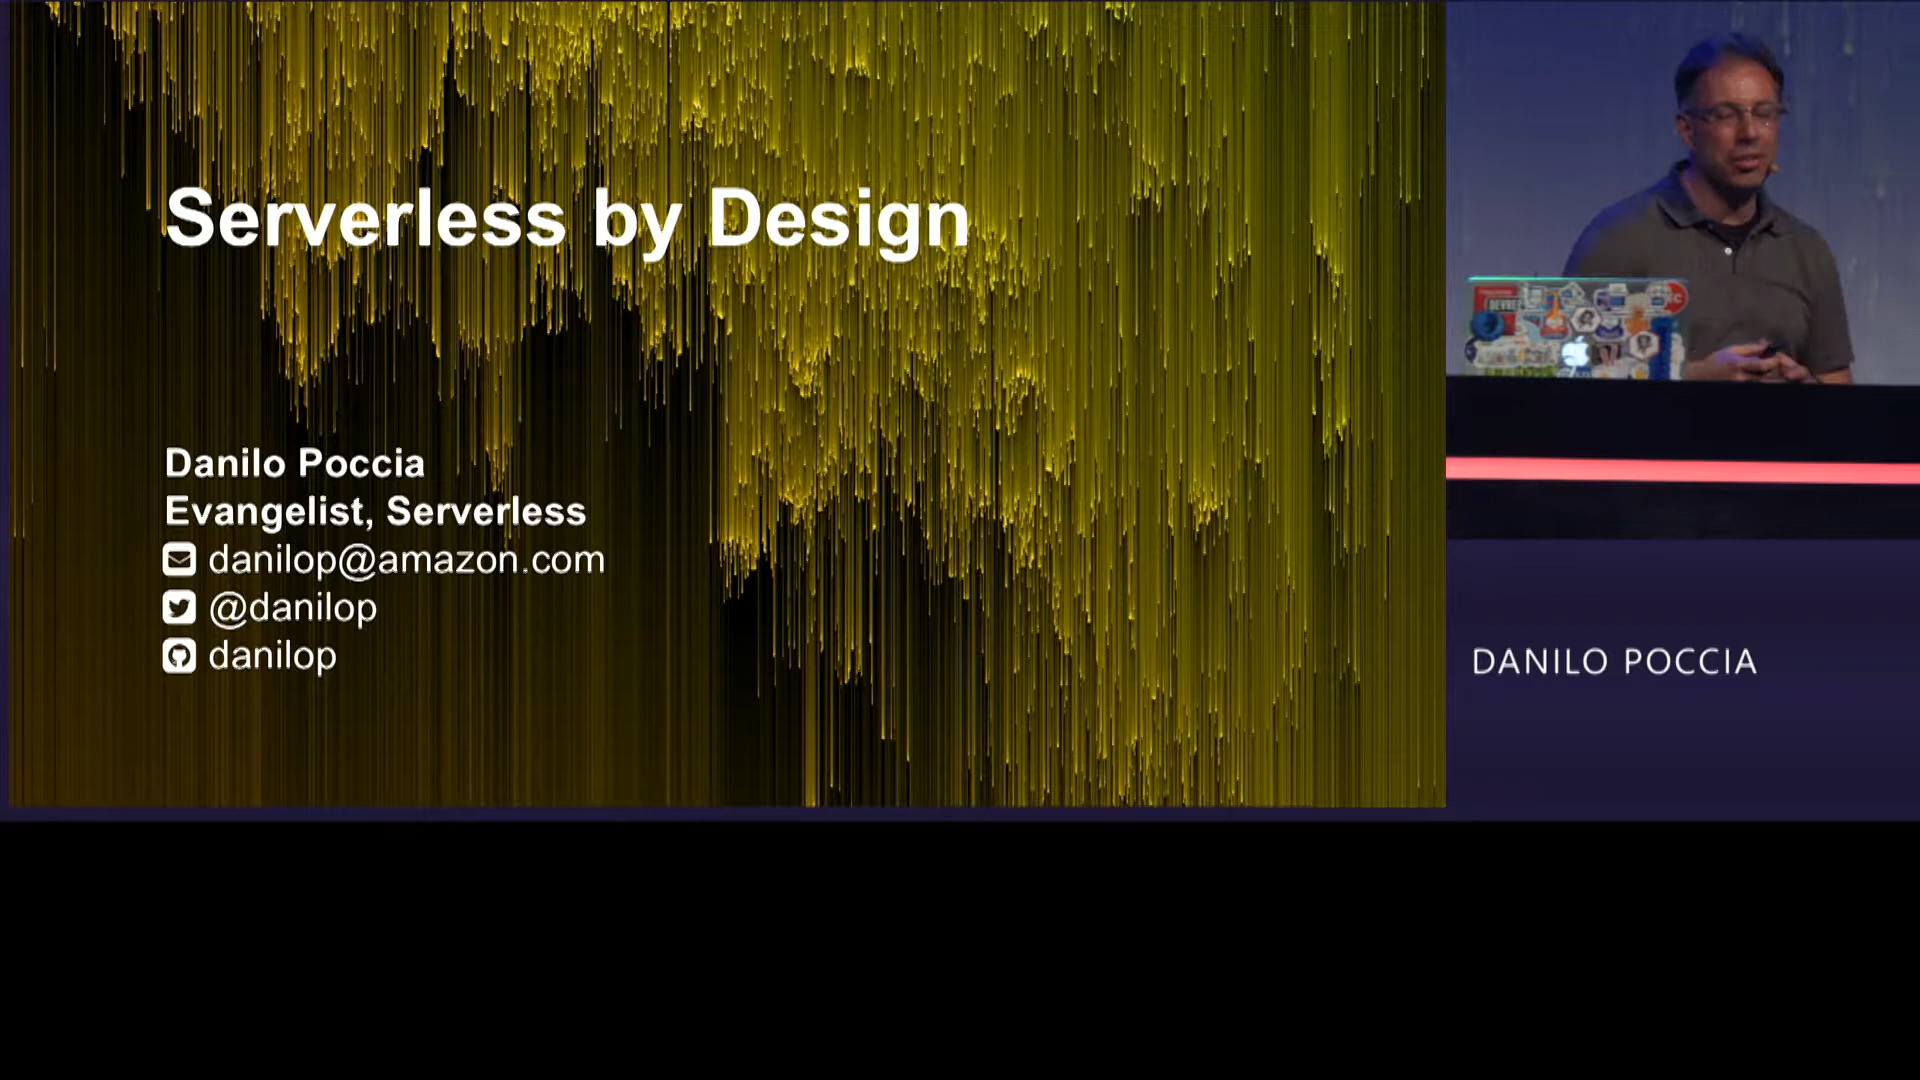 Serverless by Design
Danilo Poccia
Evangelist, Serverless
danilop@amazon.com
@danilop
danilop
DANILO POCCIA